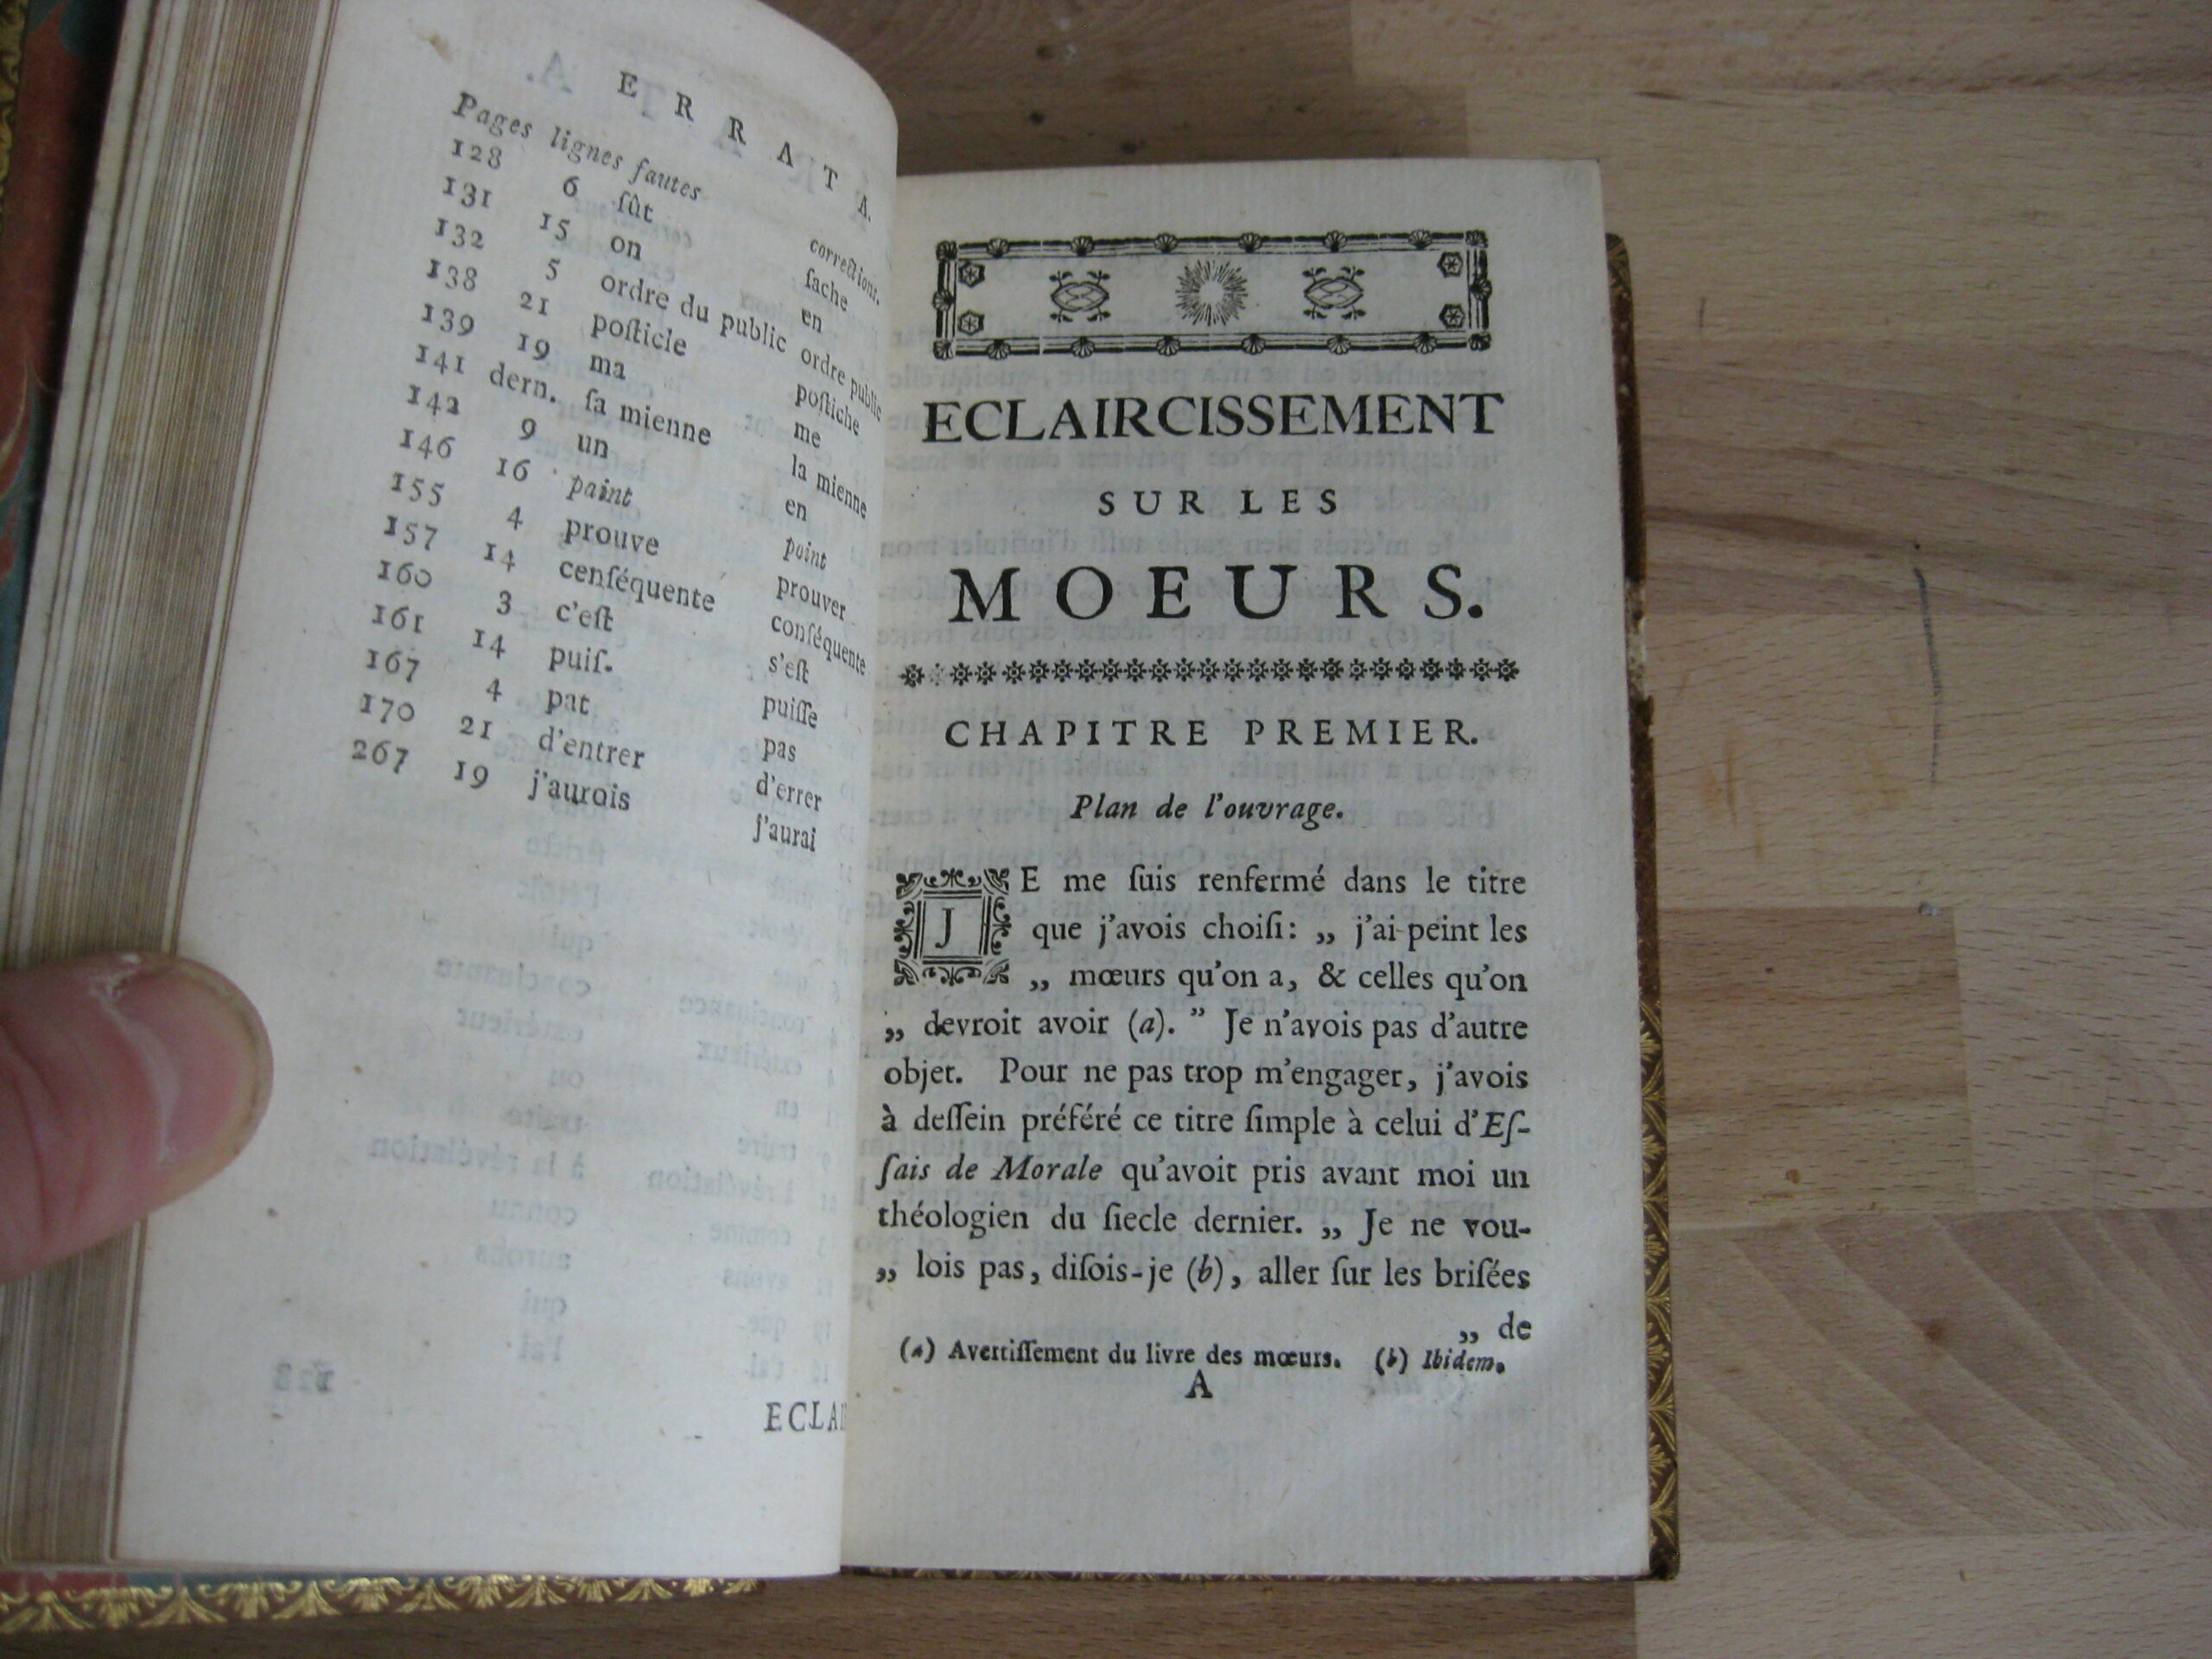 ERRATA.
Pages lignes fautes corrections.
128 6 ſût ſache
131 15 on en
132 5 ordre du public ordre public
138 21 poſticle poſtiche
139 19 ma me
141 dern. ſa mienne la mienne
142 9 un en
146 16 paint point
155 4 prouve prouver
157 14 cenſéquente conſéquente
160 3 c'eſt s'eſt
161 14 puiſ. puiſſe
167 4 pat pas
170 21 d'entrer d'errer
267 19 j'aurois j'aurai
ECLAI
ECLAIRCISSEMENT
SUR LES
MOEURS.
CHAPITRE PREMIER.
Plan de l'ouvrage.
JE me ſuis renfermé dans le titre
que j'avois choiſi: „ j'ai peint les
„ mœurs qu'on a, & celles qu'on
„ devroit avoir (a). ” Je n'avois pas d'autre
objet. Pour ne pas trop m'engager, j'avois
à deſſein préféré ce titre ſimple à celui d'Eſ-
ſais de Morale qu'avoit pris avant moi un
théologien du ſiecle dernier. „ Je ne vou-
„ lois pas, diſois-je (b), aller ſur les briſées
„ de
(a) Avertiſſement du livre des mœurs. (b) Ibidem.
A